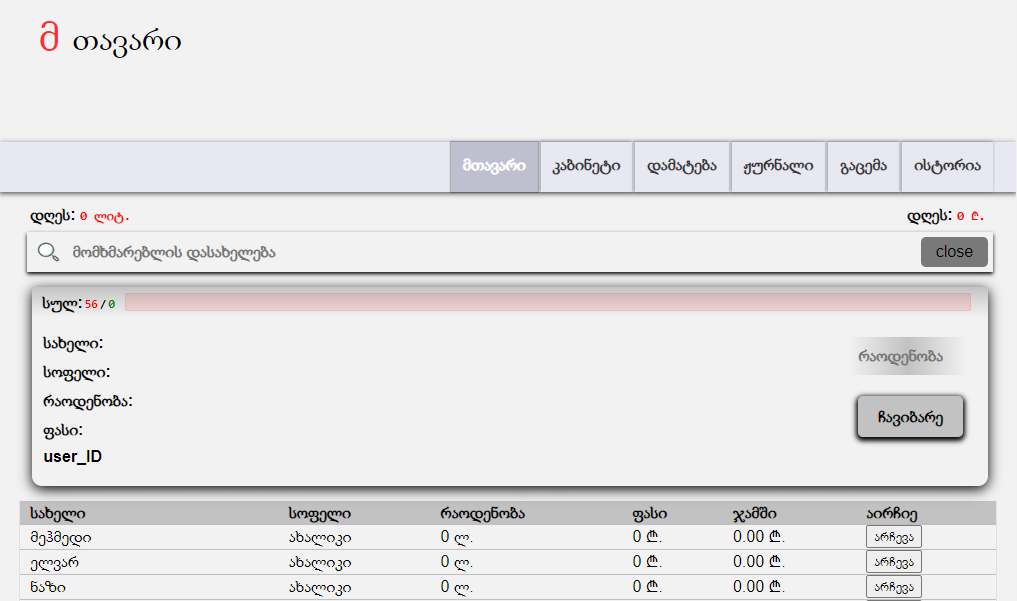 მ თავარი
მთავარი კაბინეტი დამატება ჟურნალი გაცემა ისტორია
დღეს: 0 ლიტ. დღეს: 0 ₾.
მომხმარებლის დასახელება close
სულ: 56/0
სახელი:
რაოდენობა
სოფელი:
რაოდენობა:
ჩავიბარე
ფასი:
user_ID
სახელი სოფელი რაოდენობა ფასი ჯამში აირჩიე
მეჰმედი ახალიკი 0 ლ. 0 ₾. 0.00 ₾. არჩევა
ელვარ ახალიკი 0 ლ. 0 ₾. 0.00 ₾. არჩევა
ნაზი ახალიკი 0 ლ. 0 ₾. 0.00 ₾. არჩევა